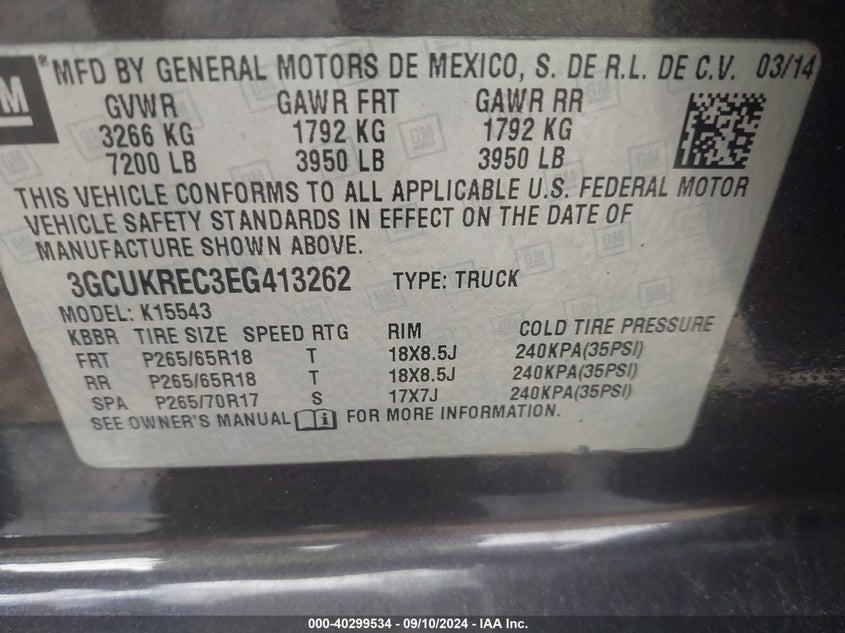 GM
® MFD BY GENERAL MOTORS DE MEXICO, S. DE R.L. DE C.V. 03/14
GVWR GAWR FRT GAWR RR
3266 KG 1792 KG 1792 KG
7200 LB 3950 LB 3950 LB
THIS VEHICLE CONFORMS TO ALL APPLICABLE U.S. FEDERAL MOTOR
VEHICLE SAFETY STANDARDS IN EFFECT ON THE DATE OF
MANUFACTURE SHOWN ABOVE.
3GCUKREC3EG413262 TYPE: TRUCK
MODEL: K15543
KBBR TIRE SIZE SPEED RTG RIM COLD TIRE PRESSURE
FRT P265/65R18 T 18X8.5J 240KPA(35PSI)
RR P265/65R18 T 18X8.5J 240KPA(35PSI)
SPA P265/70R17 S 17X7J 240KPA(35PSI)
SEE OWNER'S MANUAL i FOR MORE INFORMATION.
000-40299534 - 09/10/2024 - IAA Inc.